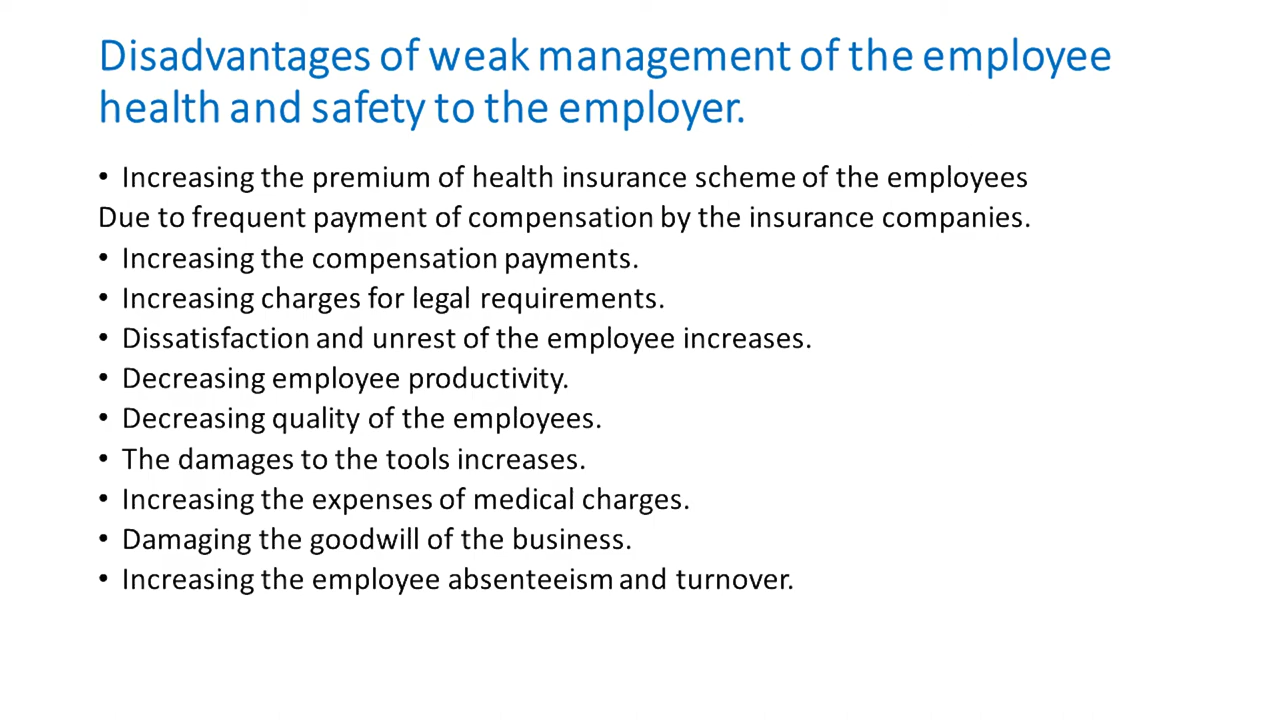 Disadvantages of weak management of the employee
health and safety to the employer.
• Increasing the premium of health insurance scheme of the employees
Due to frequent payment of compensation by the insurance companies.
• Increasing the compensation payments.
• Increasing charges for legal requirements.
• Dissatisfaction and unrest of the employee increases.
• Decreasing employee productivity.
• Decreasing quality of the employees.
• The damages to the tools increases.
• Increasing the expenses of medical charges.
• Damaging the goodwill of the business.
• Increasing the employee absenteeism and turnover.